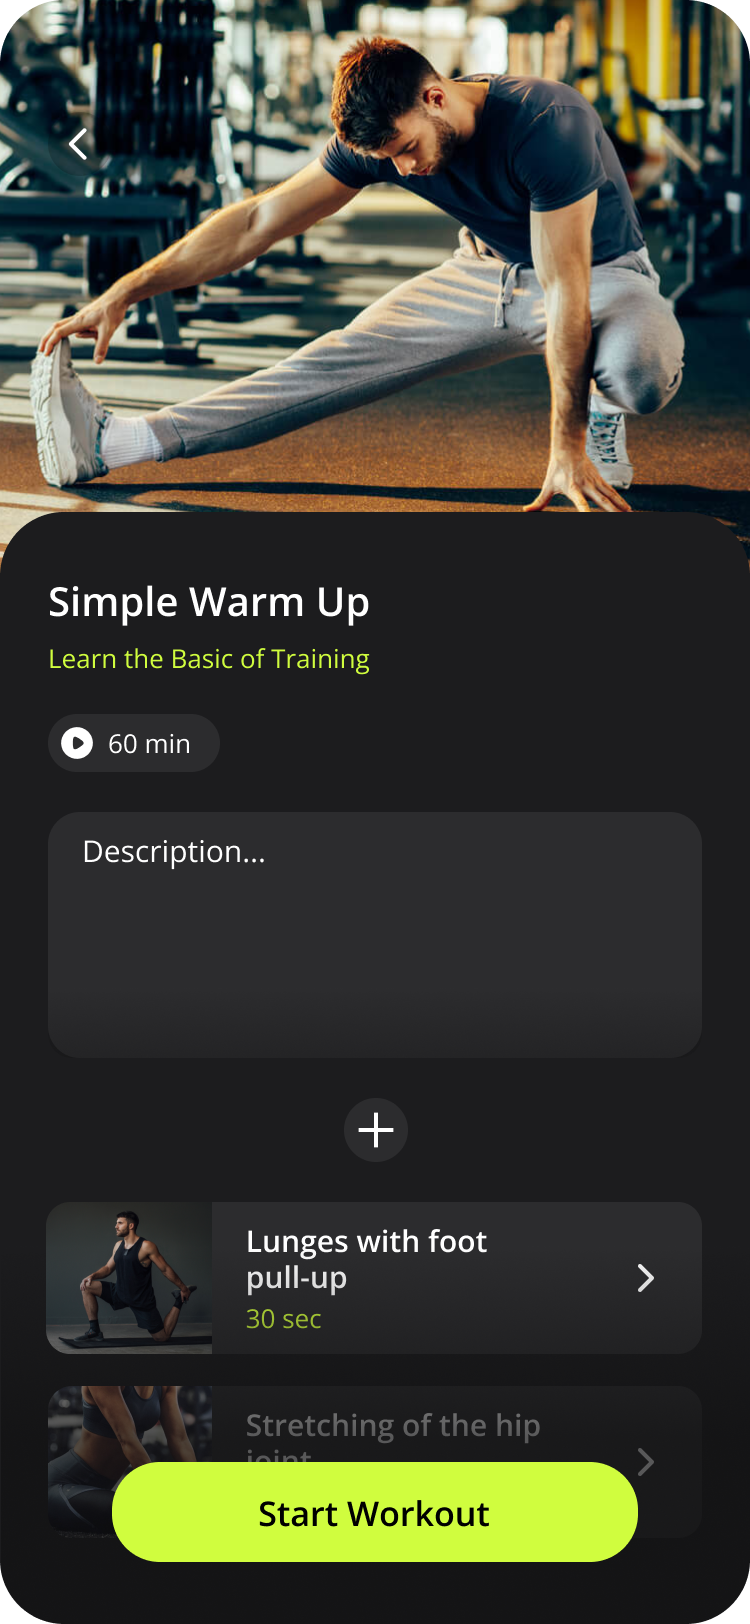 Simple Warm Up
Learn the Basic of Training
60 min
Description...
Lunges with foot
pull-up
30 sec
Stretching of the hip
joint
Start Workout